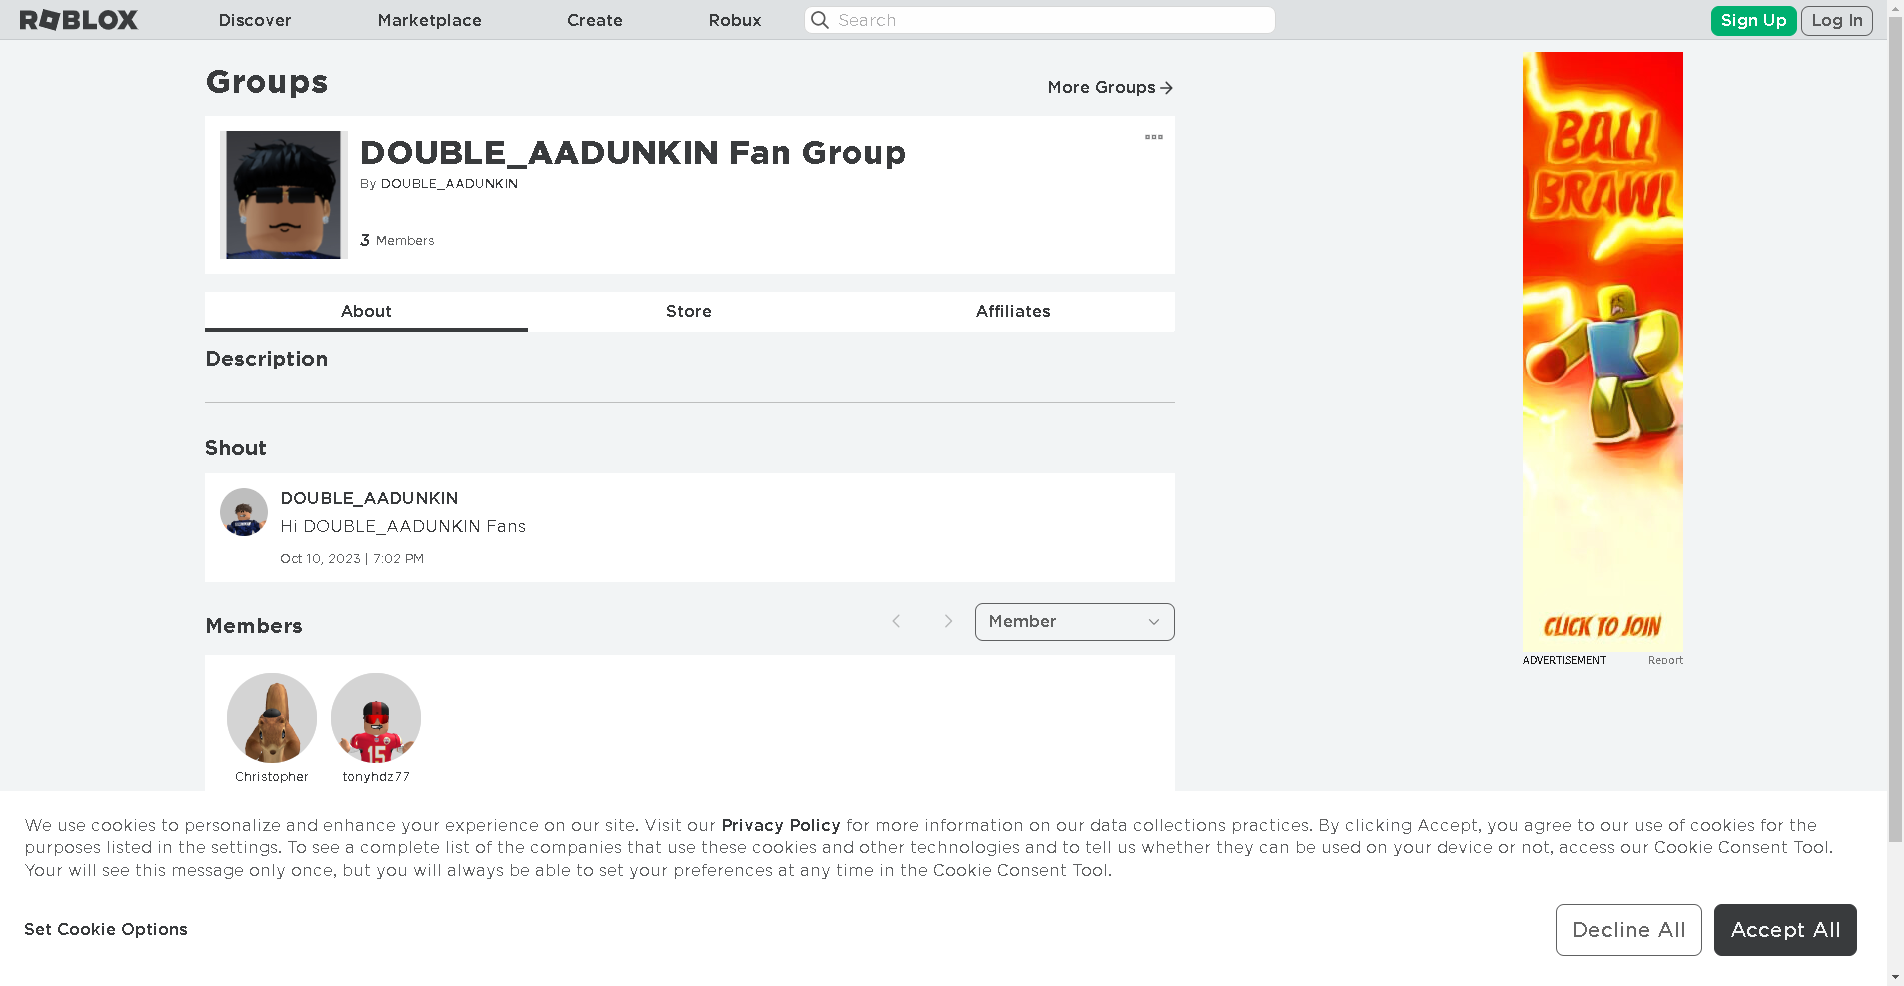 ROBLOX
Discover
Marketplace
Create
Robux
Search
Sign Up
Log In
Groups
More Groups
DOUBLE_AADUNKIN Fan Group
By DOUBLE_AADUNKIN
3 Members
About
Store
Affiliates
Description
Shout
DOUBLE_AADUNKIN
Hi DOUBLE_AADUNKIN Fans
Oct 10, 2023 | 7:02 PM
Members
Member
15
Christopher
tonyhdz77
BALL
BRAWL
CLICK TO JOIN
ADVERTISEMENT
Report
We use cookies to personalize and enhance your experience on our site. Visit our Privacy Policy for more information on our data collections practices. By clicking Accept, you agree to our use of cookies for the
purposes listed in the settings. To see a complete list of the companies that use these cookies and other technologies and to tell us whether they can be used on your device or not, access our Cookie Consent Tool.
Your will see this message only once, but you will always be able to set your preferences at any time in the Cookie Consent Tool.
Set Cookie Options
Decline All
Accept All